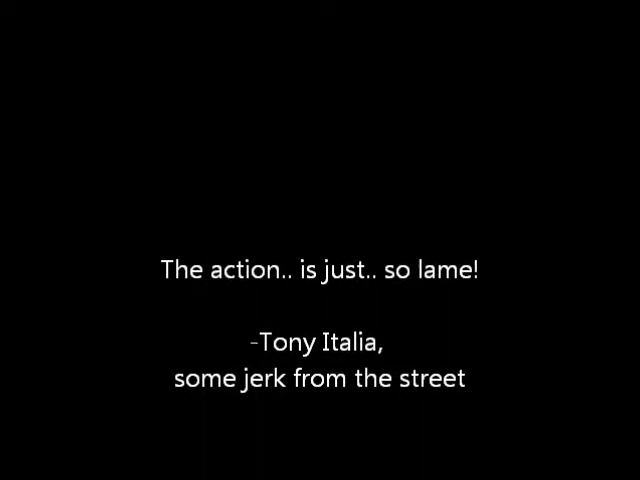 The action.. is just.. so lame!
-Tony Italia,
some jerk from the street